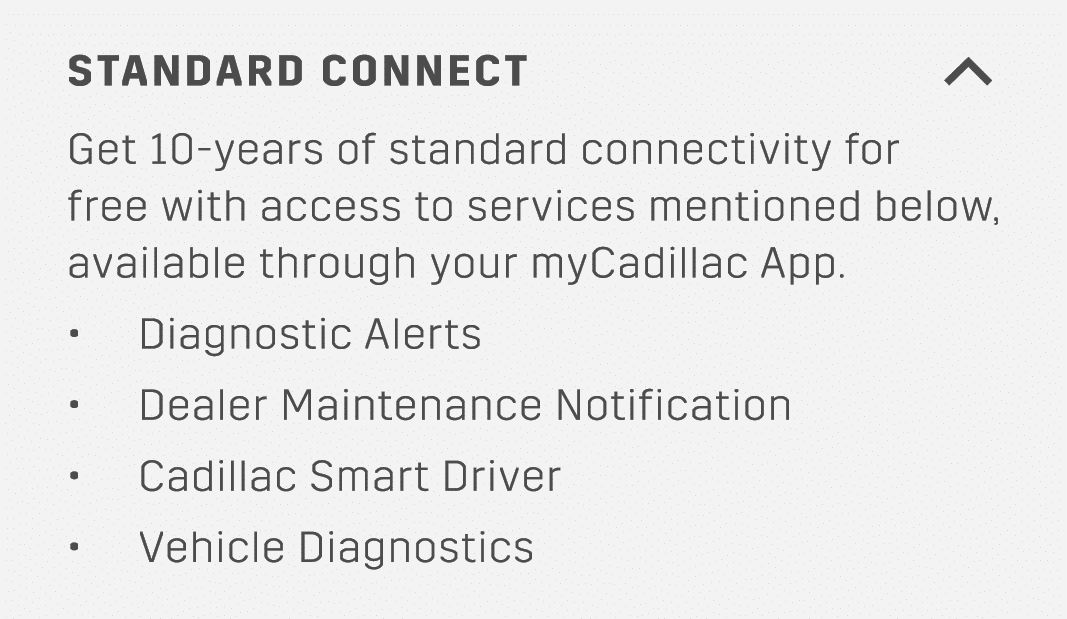 STANDARD CONNECT
Get 10-years of standard connectivity for
free with access to services mentioned below,
available through your myCadillac App.
• Diagnostic Alerts
• Dealer Maintenance Notification
• Cadillac Smart Driver
• Vehicle Diagnostics